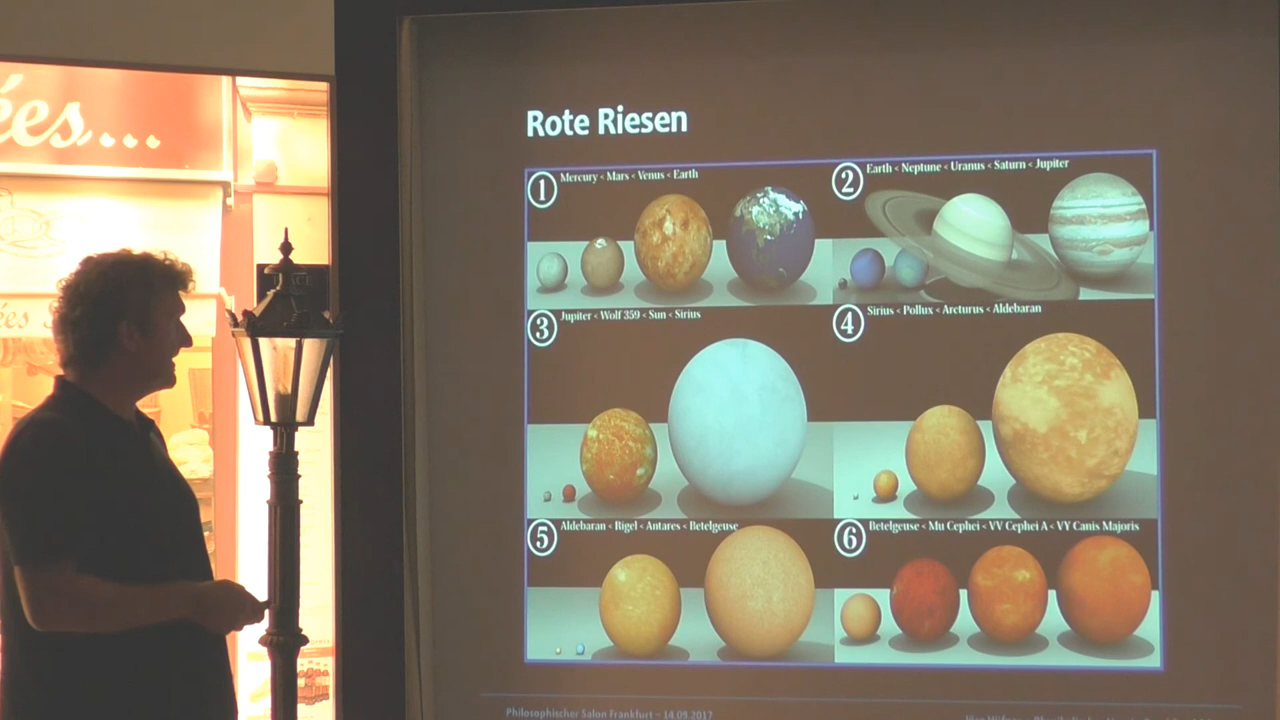 ées...
ées
Rote Riesen
1
Mercury < Mars < Venus < Earth
2
Earth < Neptune < Uranus < Saturn < Jupiter
3
Jupiter < Wolf 359 < Sun < Sirius
4
Sirius < Pollux < Arcturus < Aldebaran
5
Aldebaran < Rigel < Antares < Betelgeuse
6
Betelgeuse < Mu Cephei < VV Cephei A < VY Canis Majoris
Philosophischer Salon Frankfurt – 14.09.2017